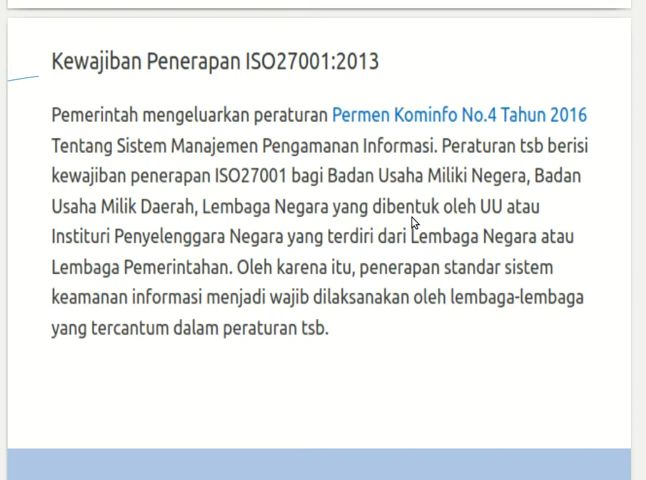 Kewajiban Penerapan ISO27001:2013
Pemerintah mengeluarkan peraturan Permen Kominfo No.4 Tahun 2016
Tentang Sistem Manajemen Pengamanan Informasi. Peraturan tsb berisi
kewajiban penerapan ISO27001 bagi Badan Usaha Miliki Negera, Badan
Usaha Milik Daerah, Lembaga Negara yang dibentuk oleh UU atau
Instituri Penyelenggara Negara yang terdiri dari Lembaga Negara atau
Lembaga Pemerintahan. Oleh karena itu, penerapan standar sistem
keamanan informasi menjadi wajib dilaksanakan oleh lembaga-lembaga
yang tercantum dalam peraturan tsb.